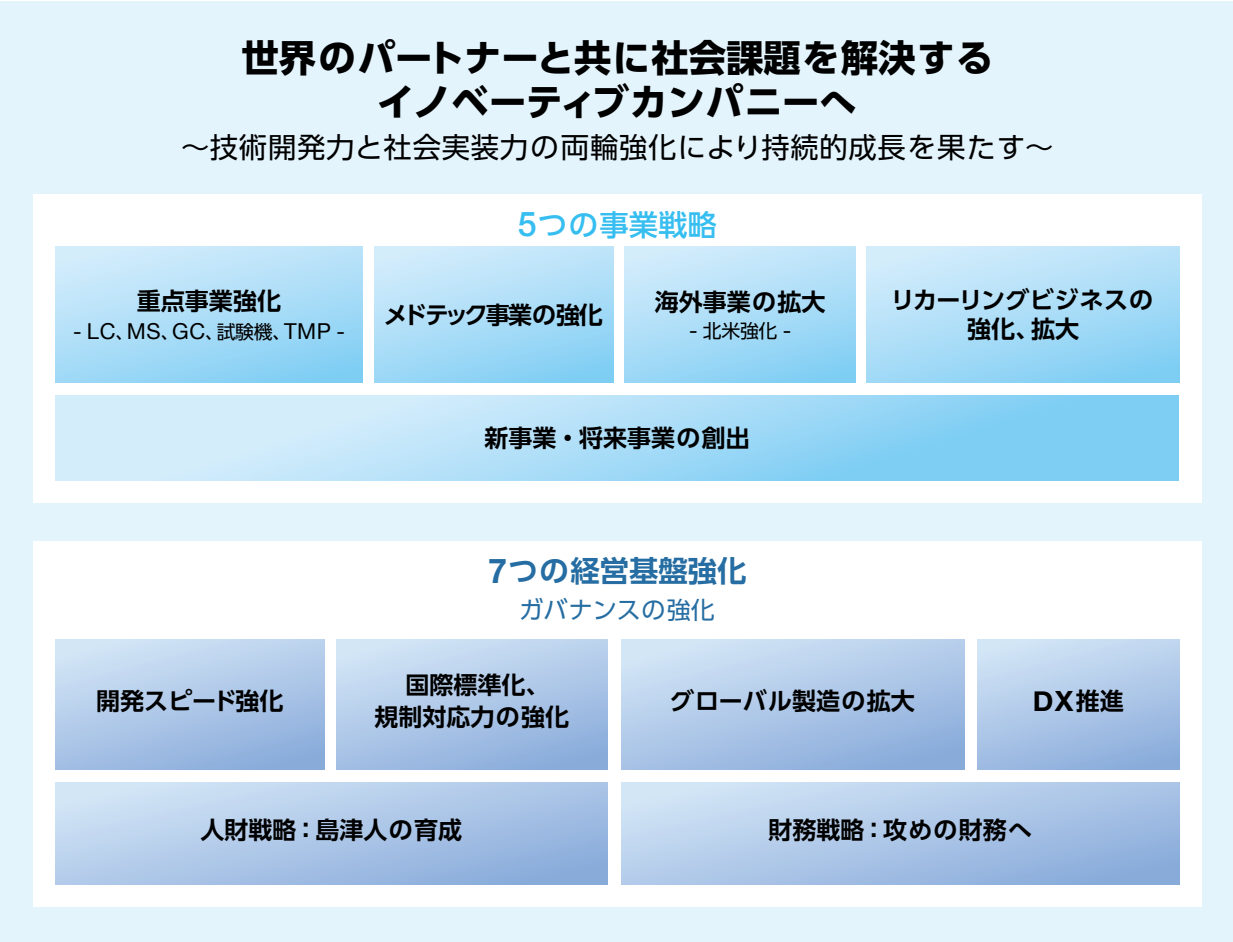 世界のパートナーと共に社会課題を解決する
イノベーティブカンパニーへ
～技術開発力と社会実装力の両輪強化により持続的成長を果たす～
5つの事業戦略
重点事業強化
- LC、MS、GC、試験機、TMP -
メドテック事業の強化
海外事業の拡大
- 北米強化 -
リカーリングビジネスの
強化、拡大
新事業・将来事業の創出
7つの経営基盤強化
ガバナンスの強化
開発スピード強化
国際標準化、
規制対応力の強化
グローバル製造の拡大
DX推進
人財戦略：島津人の育成
財務戦略：攻めの財務へ